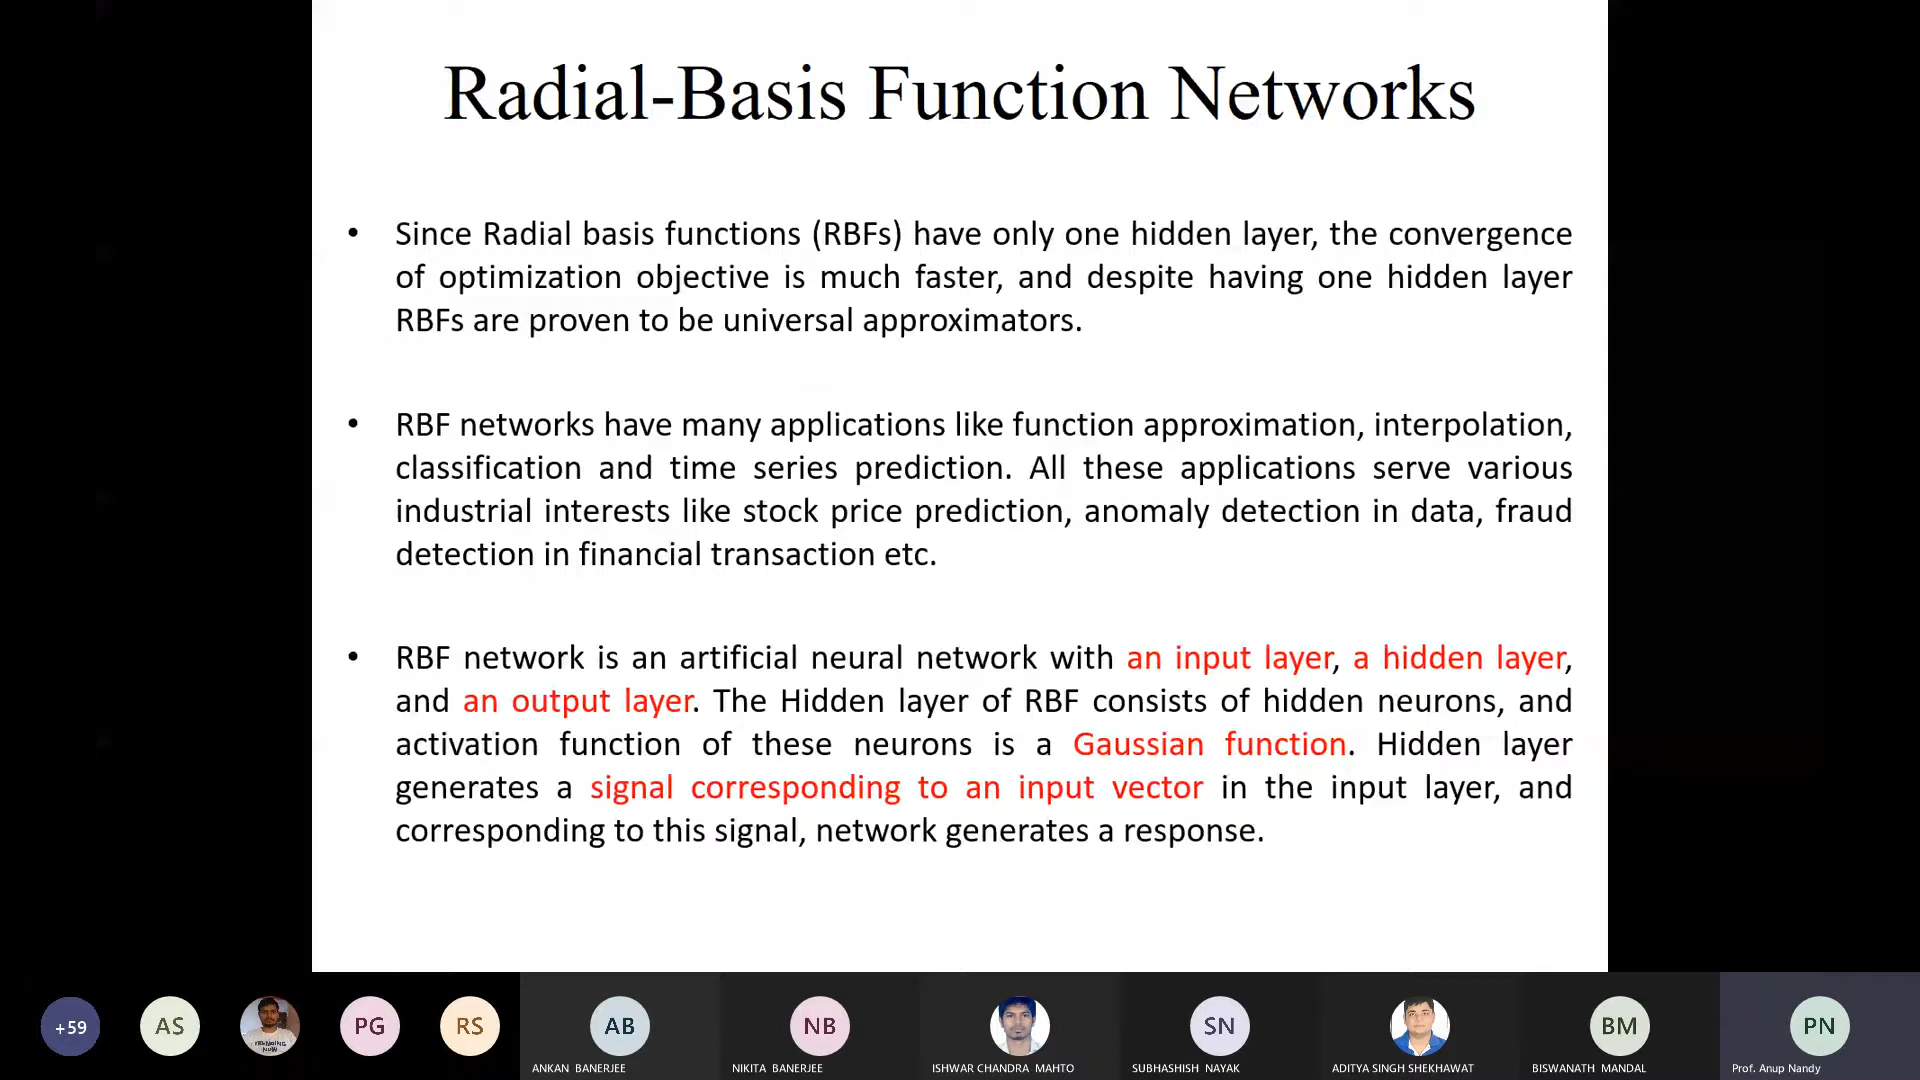 Radial-Basis Function Networks
• Since Radial basis functions (RBFs) have only one hidden layer, the convergence
of optimization objective is much faster, and despite having one hidden layer
RBFs are proven to be universal approximators.
• RBF networks have many applications like function approximation, interpolation,
classification and time series prediction. All these applications serve various
industrial interests like stock price prediction, anomaly detection in data, fraud
detection in financial transaction etc.
• RBF network is an artificial neural network with an input layer, a hidden layer,
and an output layer. The Hidden layer of RBF consists of hidden neurons, and
activation function of these neurons is a Gaussian function. Hidden layer
generates a signal corresponding to an input vector in the input layer, and
corresponding to this signal, network generates a response.
+59 AS PG RS AB NB SN BM PN
ANKAN BANERJEE NIKITA BANERJEE ISHWAR CHANDRA MAHTO SUBHASHISH NAYAK ADITYA SINGH SHEKHAWAT BISWANATH MANDAL Prof. Anup Nandy